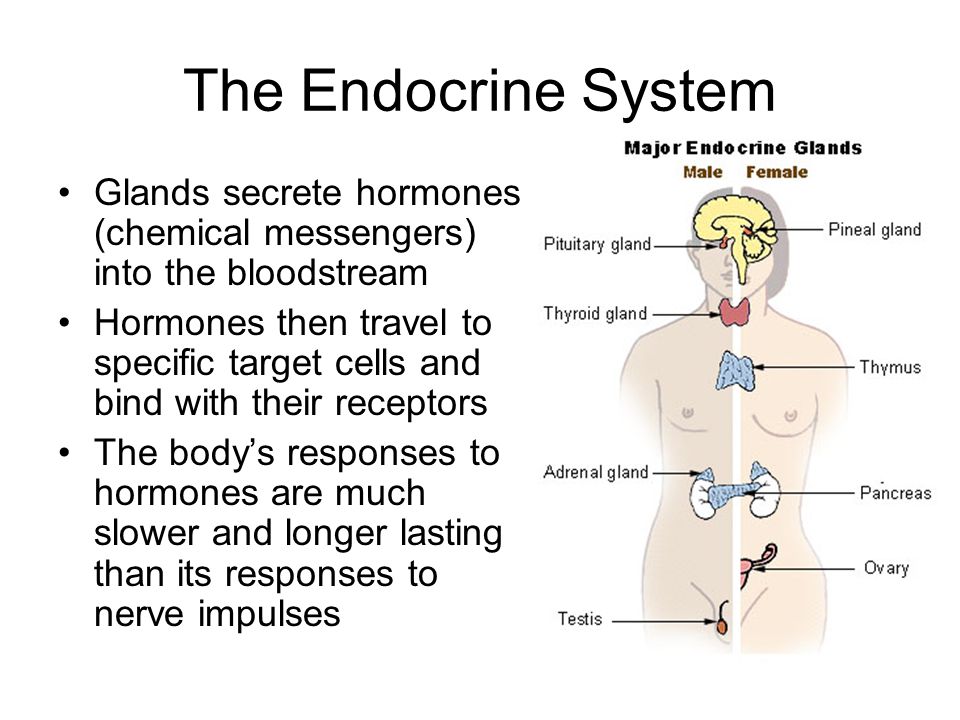 The Endocrine System
• Glands secrete hormones
(chemical messengers)
into the bloodstream
• Hormones then travel to
specific target cells and
bind with their receptors
• The body’s responses to
hormones are much
slower and longer lasting
than its responses to
nerve impulses
Major Endocrine Glands
Male Female
Pituitary gland
Pineal gland
Thyroid gland
Thymus
Adrenal gland
Pancreas
Ovary
Testis